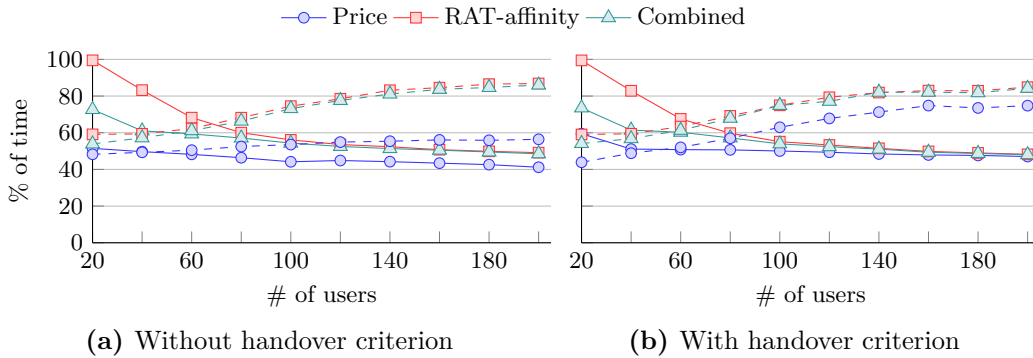 Price RAT-affinity Combined
% of time
100
80
60
40
20
0
20 60 100 140 180
# of users
(a) Without handover criterion
20 60 100 140 180
# of users
(b) With handover criterion